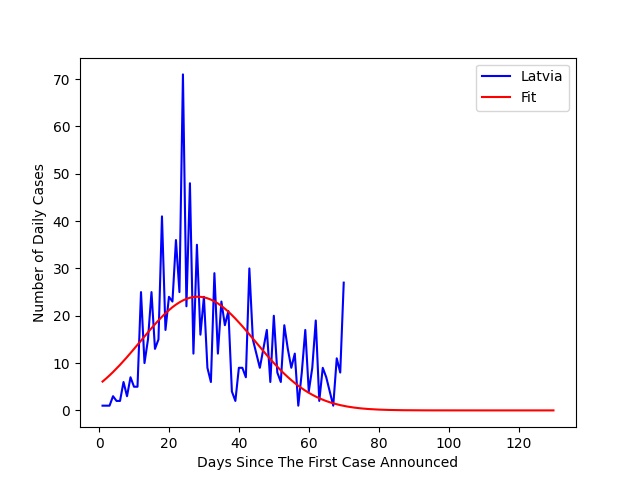 Latvia
Fit
70
60
50
40
30
20
10
0
Number of Daily Cases
0 20 40 60 80 100 120
Days Since The First Case Announced